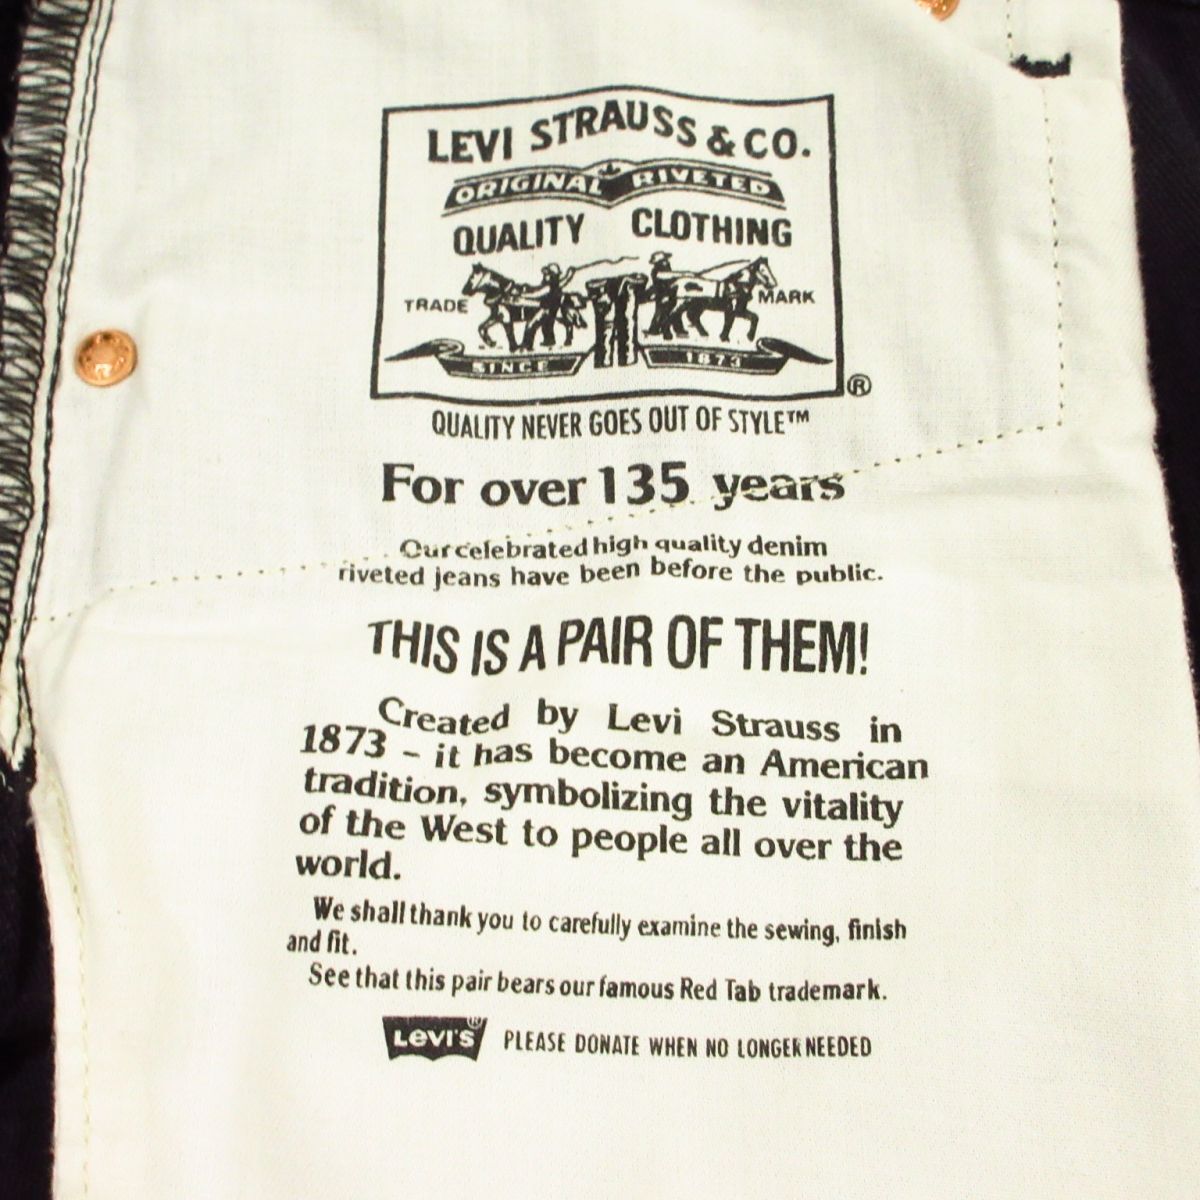 LEVI STRAUSS & CO.
ORIGINAL RIVETED
QUALITY CLOTHING
TRADE MARK
SINCE 1873
®
QUALITY NEVER GOES OUT OF STYLE™
For over 135 years
Our celebrated high quality denim
riveted jeans have been before the public.
THIS IS A PAIR OF THEM!
Created by Levi Strauss in
1873 – it has become an American
tradition, symbolizing the vitality
of the West to people all over the
world.
We shall thank you to carefully examine the sewing, finish
and fit.
See that this pair bears our famous Red Tab trademark.
LEVI'S® PLEASE DONATE WHEN NO LONGER NEEDED